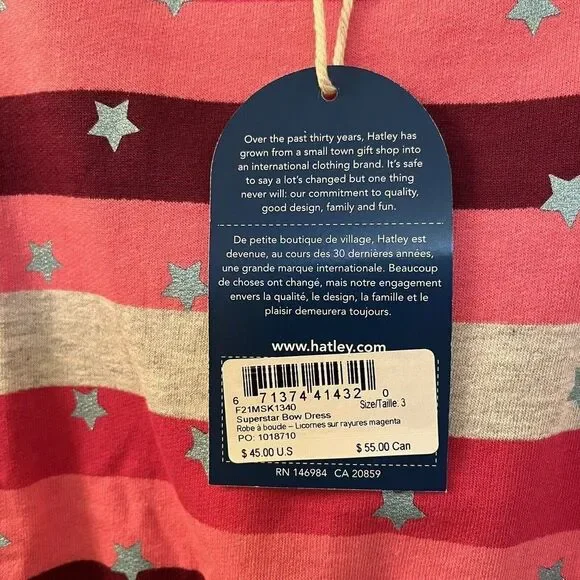 Over the past thirty years, Hatley has
grown from a small town gift shop into
an international clothing brand. It's safe
to say a lot's changed but one thing
never will: our commitment to quality,
good design, family and fun.
De petite boutique de village, Hatley est
devenue, au cours des 30 dernières années,
une grande marque internationale. Beaucoup
de choses ont changé, mais notre engagement
envers la qualité, le design, la famille et le
plaisir demeurera toujours.
www.hatley.com
6 71374 41432 0
F21MSK1340 Size/Taille: 3
Superstar Bow Dress
Robe à boude – Licornes sur rayures magenta
PO: 1018710
$ 45.00 U.S $ 55.00 Can
RN 146984 CA 20859